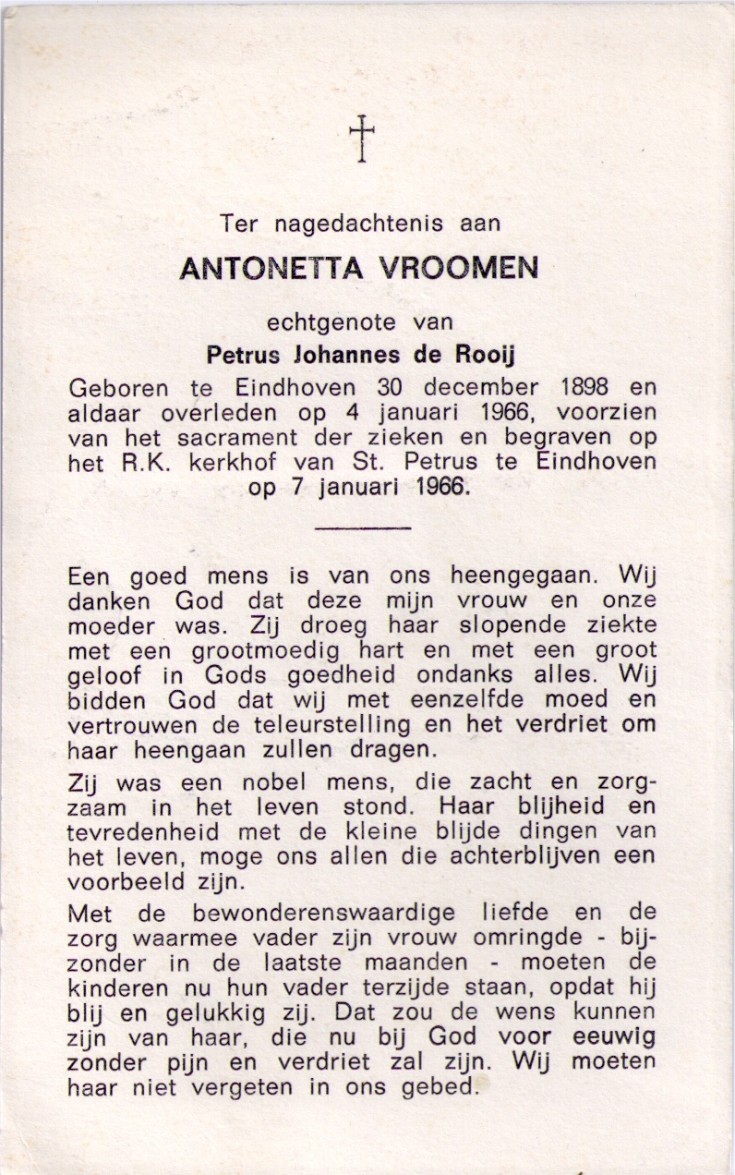 Ter nagedachtenis aan
ANTONETTA VROOMEN
echtgenote van
Petrus Johannes de Rooij
Geboren te Eindhoven 30 december 1898 en
aldaar overleden op 4 januari 1966, voorzien
van het sacrament der zieken en begraven op
het R.K. kerkhof van St. Petrus te Eindhoven
op 7 januari 1966.
Een goed mens is van ons heengegaan. Wij
danken God dat deze mijn vrouw en onze
moeder was. Zij droeg haar slopende ziekte
met een grootmoedig hart en met een groot
geloof in Gods goedheid ondanks alles. Wij
bidden God dat wij met eenzelfde moed en
vertrouwen de teleurstelling en het verdriet om
haar heengaan zullen dragen.
Zij was een nobel mens, die zacht en zorg-
zaam in het leven stond. Haar blijheid en
tevredenheid met de kleine blijde dingen van
het leven, moge ons allen die achterblijven een
voorbeeld zijn.
Met de bewonderenswaardige liefde en de
zorg waarmee vader zijn vrouw omringde - bij-
zonder in de laatste maanden - moeten de
kinderen nu hun vader terzijde staan, opdat hij
blij en gelukkig zij. Dat zou de wens kunnen
zijn van haar, die nu bij God voor eeuwig
zonder pijn en verdriet zal zijn. Wij moeten
haar niet vergeten in ons gebed.